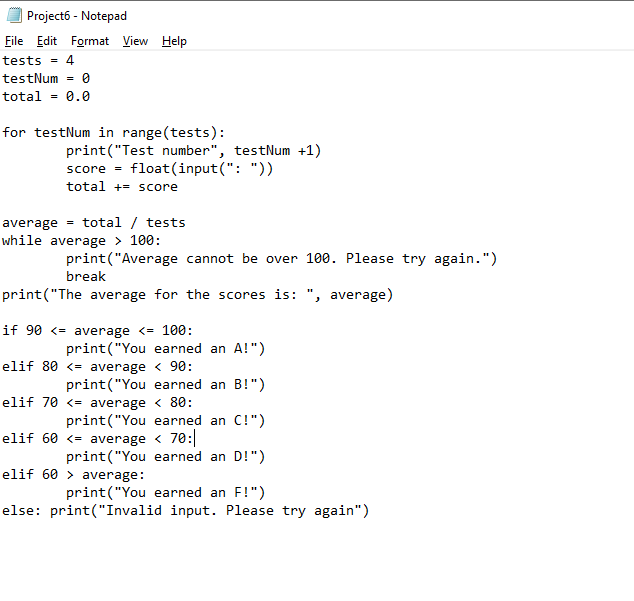 Project6 - Notepad
File Edit Format View Help
tests = 4
testNum = 0
total = 0.0

for testNum in range(tests):
        print("Test number", testNum +1)
        score = float(input(": "))
        total += score

average = total / tests
while average > 100:
        print("Average cannot be over 100. Please try again.")
        break
print("The average for the scores is: ", average)

if 90 <= average <= 100:
        print("You earned an A!")
elif 80 <= average < 90:
        print("You earned an B!")
elif 70 <= average < 80:
        print("You earned an C!")
elif 60 <= average < 70:
        print("You earned an D!")
elif 60 > average:
        print("You earned an F!")
else: print("Invalid input. Please try again")